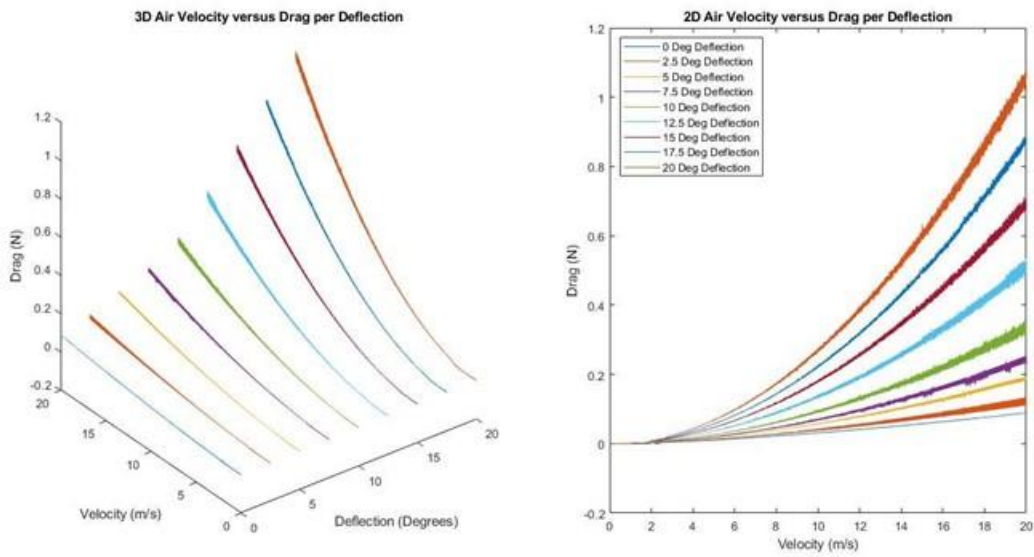 3D Air Velocity versus Drag per Deflection
1.2
1
0.8
0.6
0.4
0.2
0
-0.2
Drag (N)
20
15
10
5
0
Velocity (m/s)
0
5
10
15
20
Deflection (Degrees)
2D Air Velocity versus Drag per Deflection
1.2
1
0.8
0.6
0.4
0.2
0
-0.2
Drag (N)
0 Deg Deflection
2.5 Deg Deflection
5 Deg Deflection
7.5 Deg Deflection
10 Deg Deflection
12.5 Deg Deflection
15 Deg Deflection
17.5 Deg Deflection
20 Deg Deflection
0 2 4 6 8 10 12 14 16 18 20
Velocity (m/s)